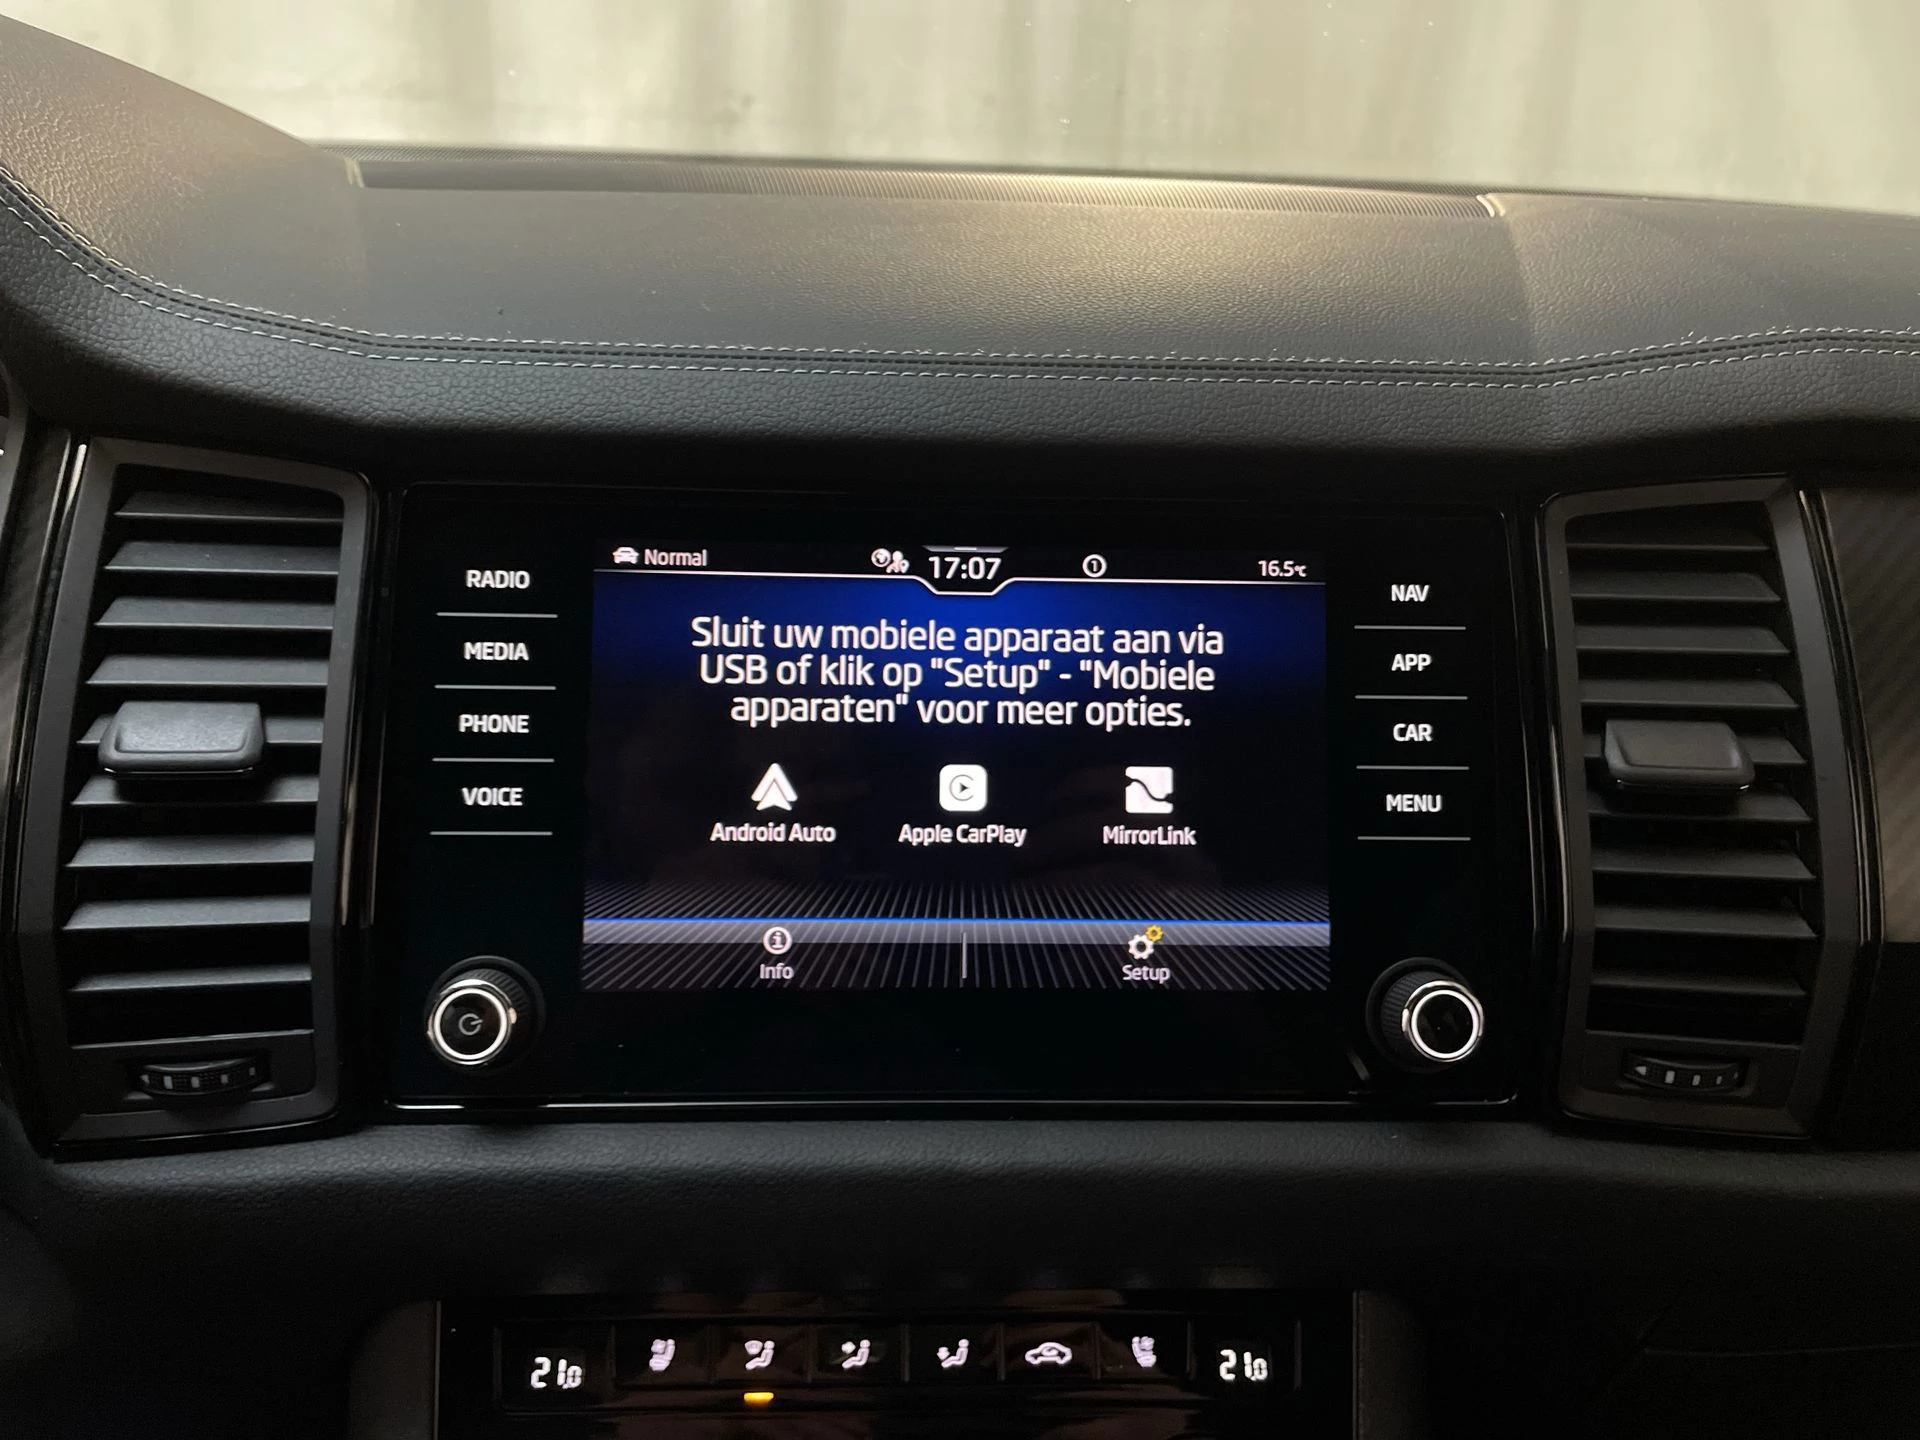 Normal 17:07 1 16.5°C
RADIO
MEDIA
PHONE
VOICE
Sluit uw mobiele apparaat aan via
USB of klik op "Setup" - "Mobiele
apparaten" voor meer opties.
Android Auto Apple CarPlay MirrorLink
Info Setup
NAV
APP
CAR
MENU
21,0 21,0